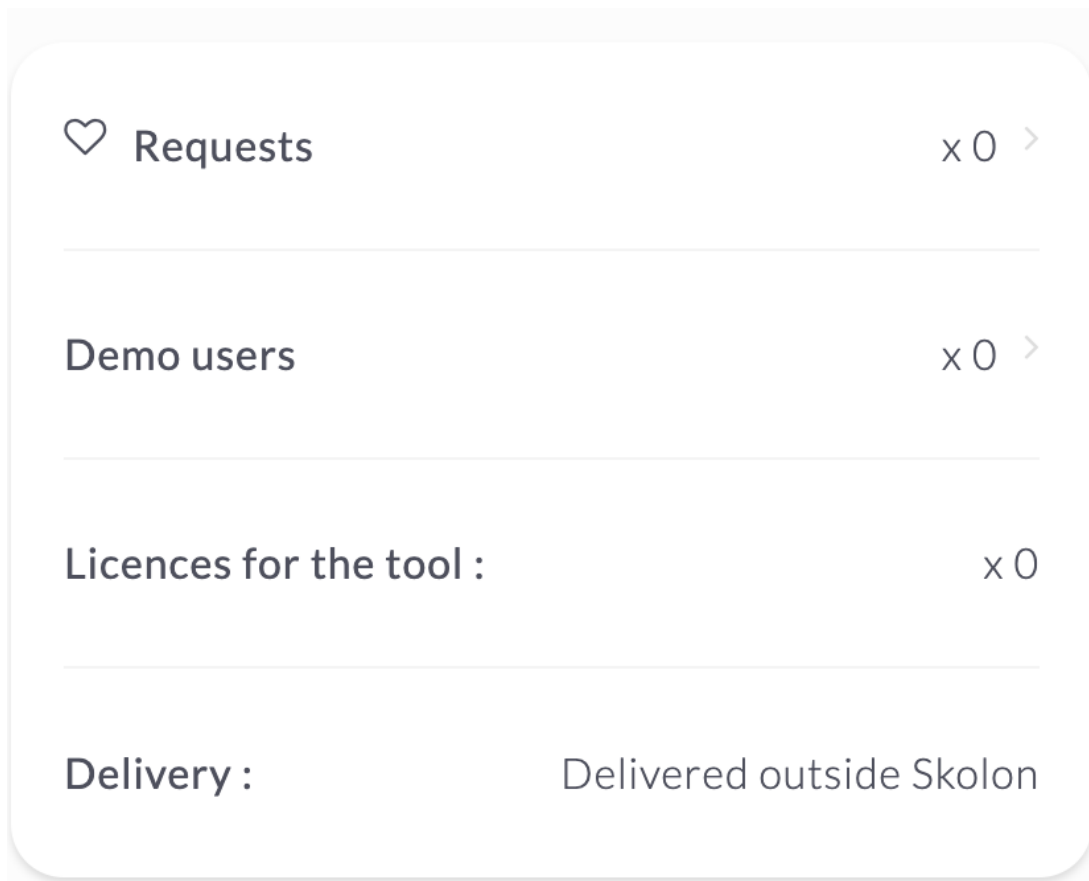 Requests x 0
Demo users x 0
Licences for the tool : x 0
Delivery : Delivered outside Skolon